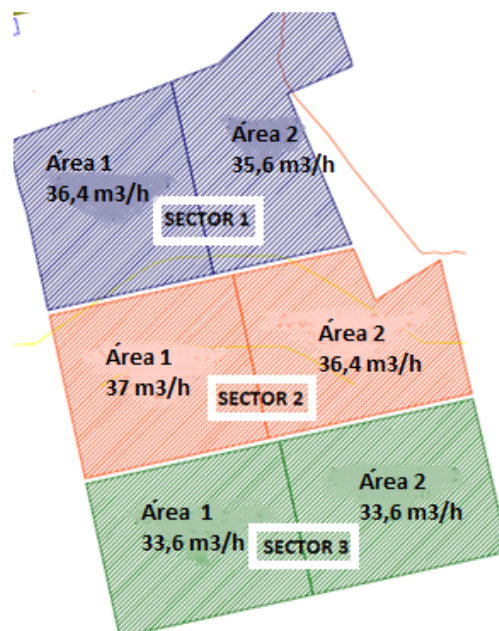 Área 1
36,4 m3/h
Área 2
35,6 m3/h
SECTOR 1
Área 1
37 m3/h
Área 2
36,4 m3/h
SECTOR 2
Área 1
33,6 m3/h
Área 2
33,6 m3/h
SECTOR 3